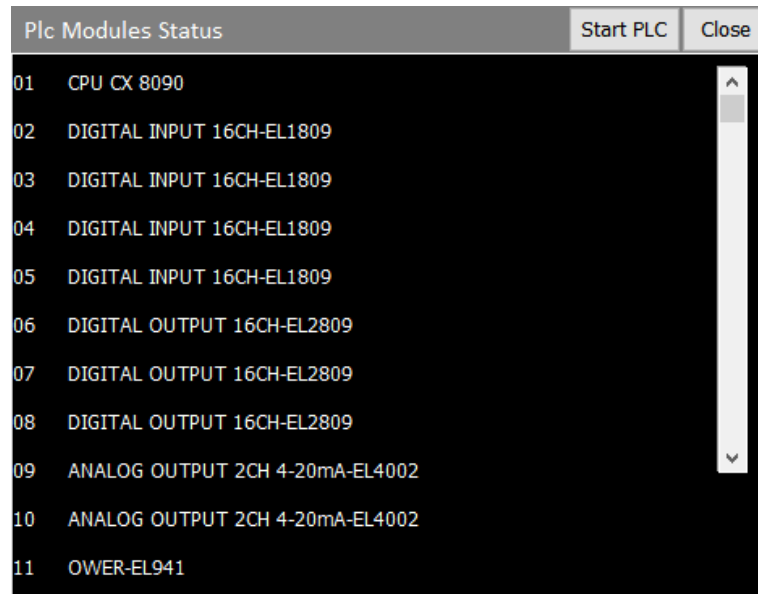 Plc Modules Status Start PLC Close
01 CPU CX 8090
02 DIGITAL INPUT 16CH-EL1809
03 DIGITAL INPUT 16CH-EL1809
04 DIGITAL INPUT 16CH-EL1809
05 DIGITAL INPUT 16CH-EL1809
06 DIGITAL OUTPUT 16CH-EL2809
07 DIGITAL OUTPUT 16CH-EL2809
08 DIGITAL OUTPUT 16CH-EL2809
09 ANALOG OUTPUT 2CH 4-20mA-EL4002
10 ANALOG OUTPUT 2CH 4-20mA-EL4002
11 OWER-EL941